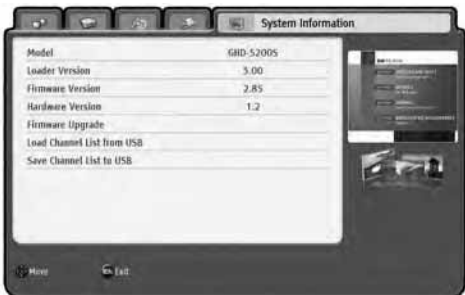 System Information
Model GHD-5200S
Loader Version 3.00
Firmware Version 2.85
Hardware Version 1.2
Firmware Upgrade
Load Channel List from USB
Save Channel List to USB
Move Exit